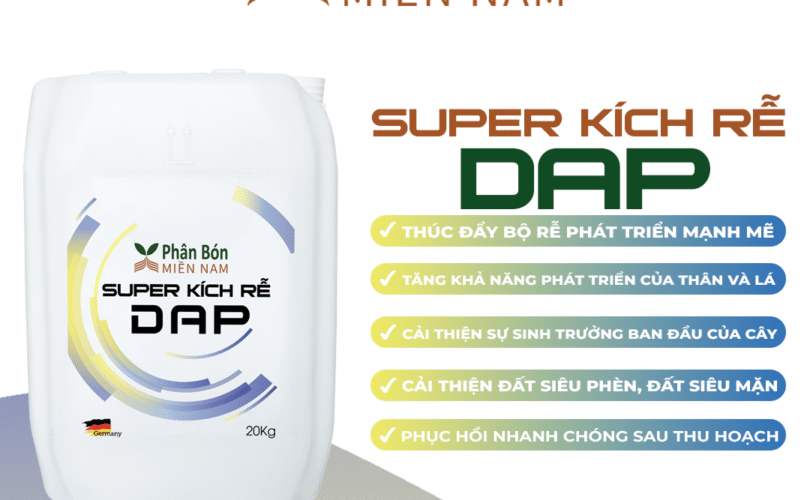 MIỀN NAM
SUPER KÍCH RỄ
DAP
THÚC ĐẨY BỘ RỄ PHÁT TRIỂN MẠNH MẼ
TĂNG KHẢ NĂNG PHÁT TRIỂN CỦA THÂN VÀ LÁ
CẢI THIỆN SỰ SINH TRƯỞNG BAN ĐẦU CỦA CÂY
CẢI THIỆN ĐẤT SIÊU PHÈN, ĐẤT SIÊU MẶN
PHỤC HỒI NHANH CHÓNG SAU THU HOẠCH
Phân Bón
MIỀN NAM
SUPER KÍCH RỄ
DAP
Germany
20Kg